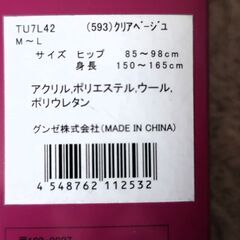 TU7L42 (593)クリアベージュ
M～L
サイズ ヒップ 85～98cm
身長 150～165cm
アクリル,ポリエステル,ウール,
ポリウレタン
グンゼ株式会社(MADE IN CHINA)
4 548762 112532